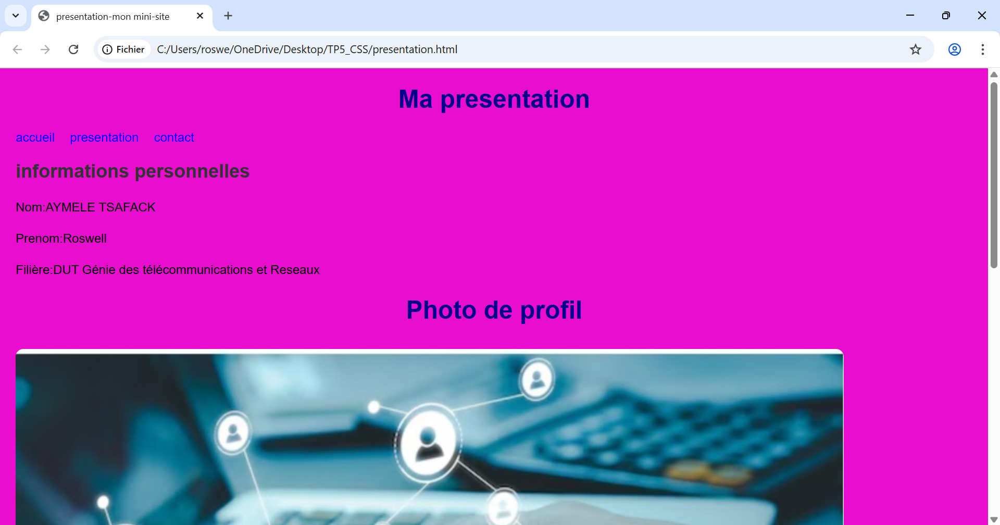 presentation-mon mini-site
Fichier
C:/Users/roswe/OneDrive/Desktop/TP5_CSS/presentation.html
Ma presentation
accueil presentation contact
informations personnelles
Nom:AYMELE TSAFACK
Prenom:Roswell
Filière:DUT Génie des télécommunications et Reseaux
Photo de profil